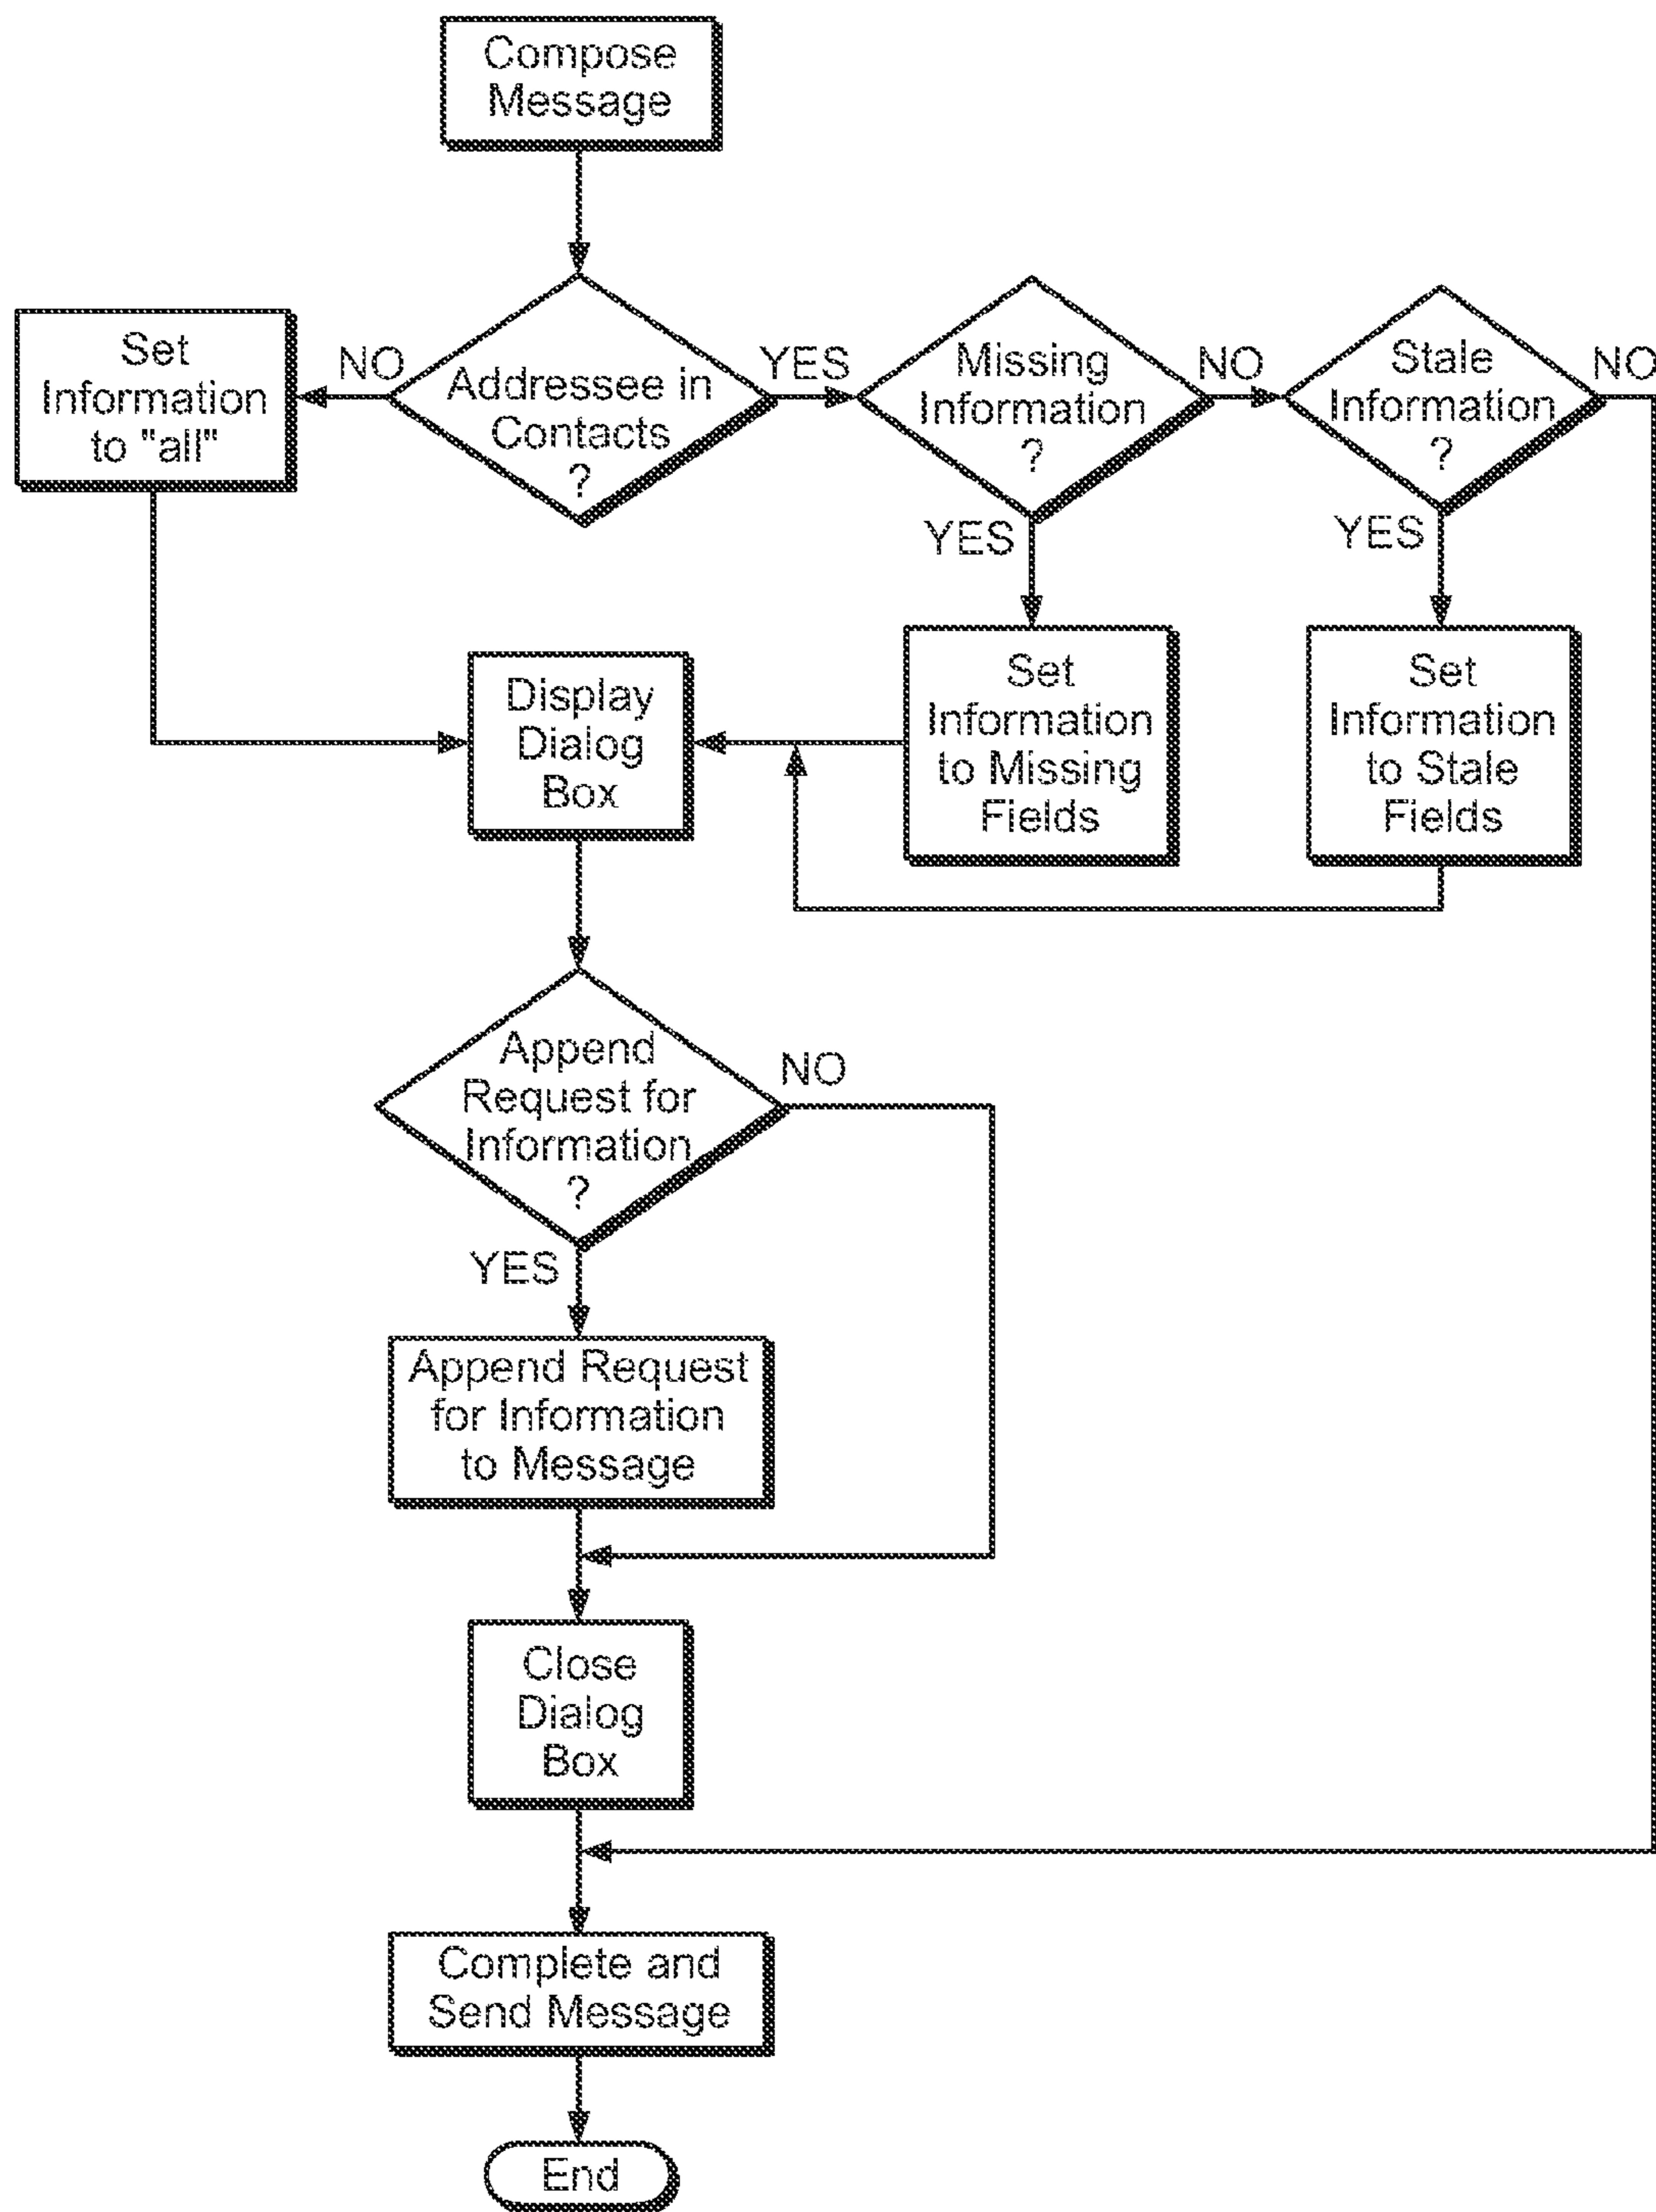 Compose
Message
Set
Information
to "all"
NO
Addressee in
Contacts
?
YES
Missing
Information
?
NO
Stale
Information
?
NO
YES
YES
Display
Dialog
Box
Set
Information
to Missing
Fields
Set
Information
to Stale
Fields
Append
Request for
Information
?
NO
YES
Append Request
for Information
to Message
Close
Dialog
Box
Complete and
Send Message
End